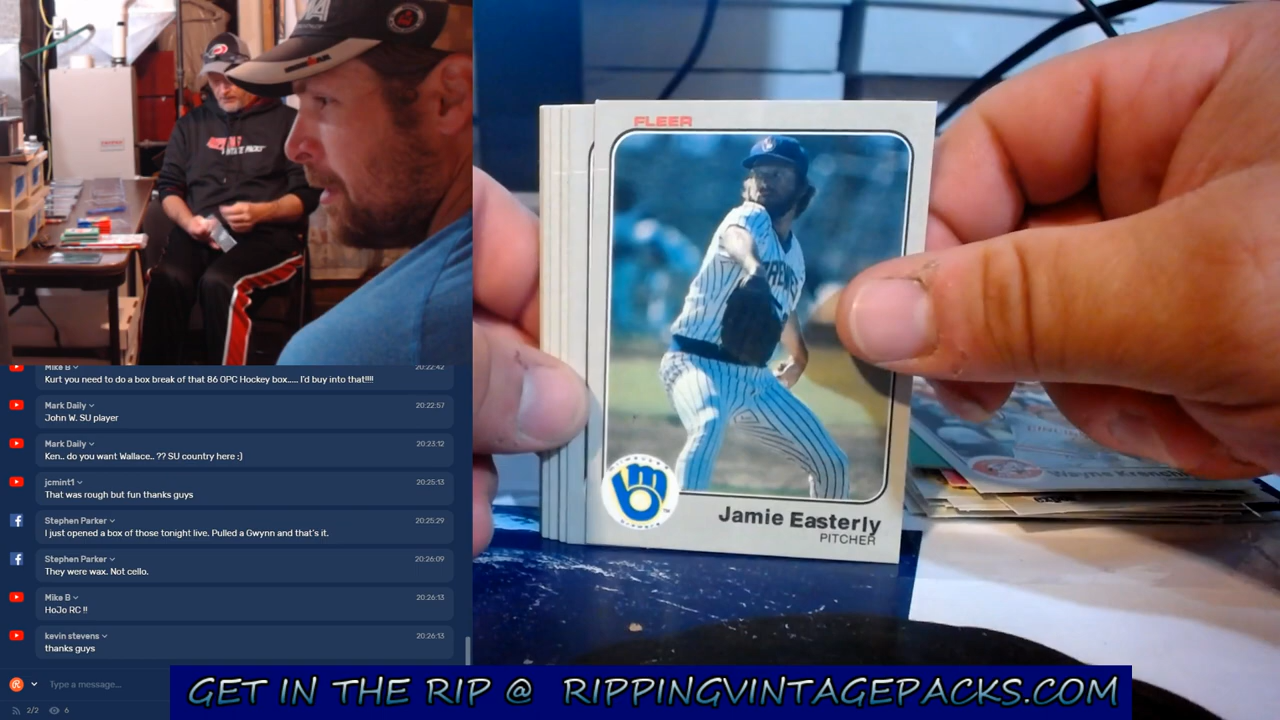 Mike B 20:22:42
Kurt you need to do a box break of that 86 OPC Hockey box..... I'd buy into that!!!!
Mark Daily 20:22:57
John W. SU player
Mark Daily 20:23:12
Ken.. do you want Wallace.. ?? SU country here :)
jcmint1 20:25:13
That was rough but fun thanks guys
Stephen Parker 20:25:29
I just opened a box of those tonight live. Pulled a Gwynn and that's it.
Stephen Parker 20:26:09
They were wax. Not cello.
Mike B 20:26:13
HoJo RC !!
kevin stevens 20:26:13
thanks guys
Type a message...
2/2 6
FLEER
Jamie Easterly
PITCHER
GET IN THE RIP @ RIPPINGVINTAGEPACKS.COM